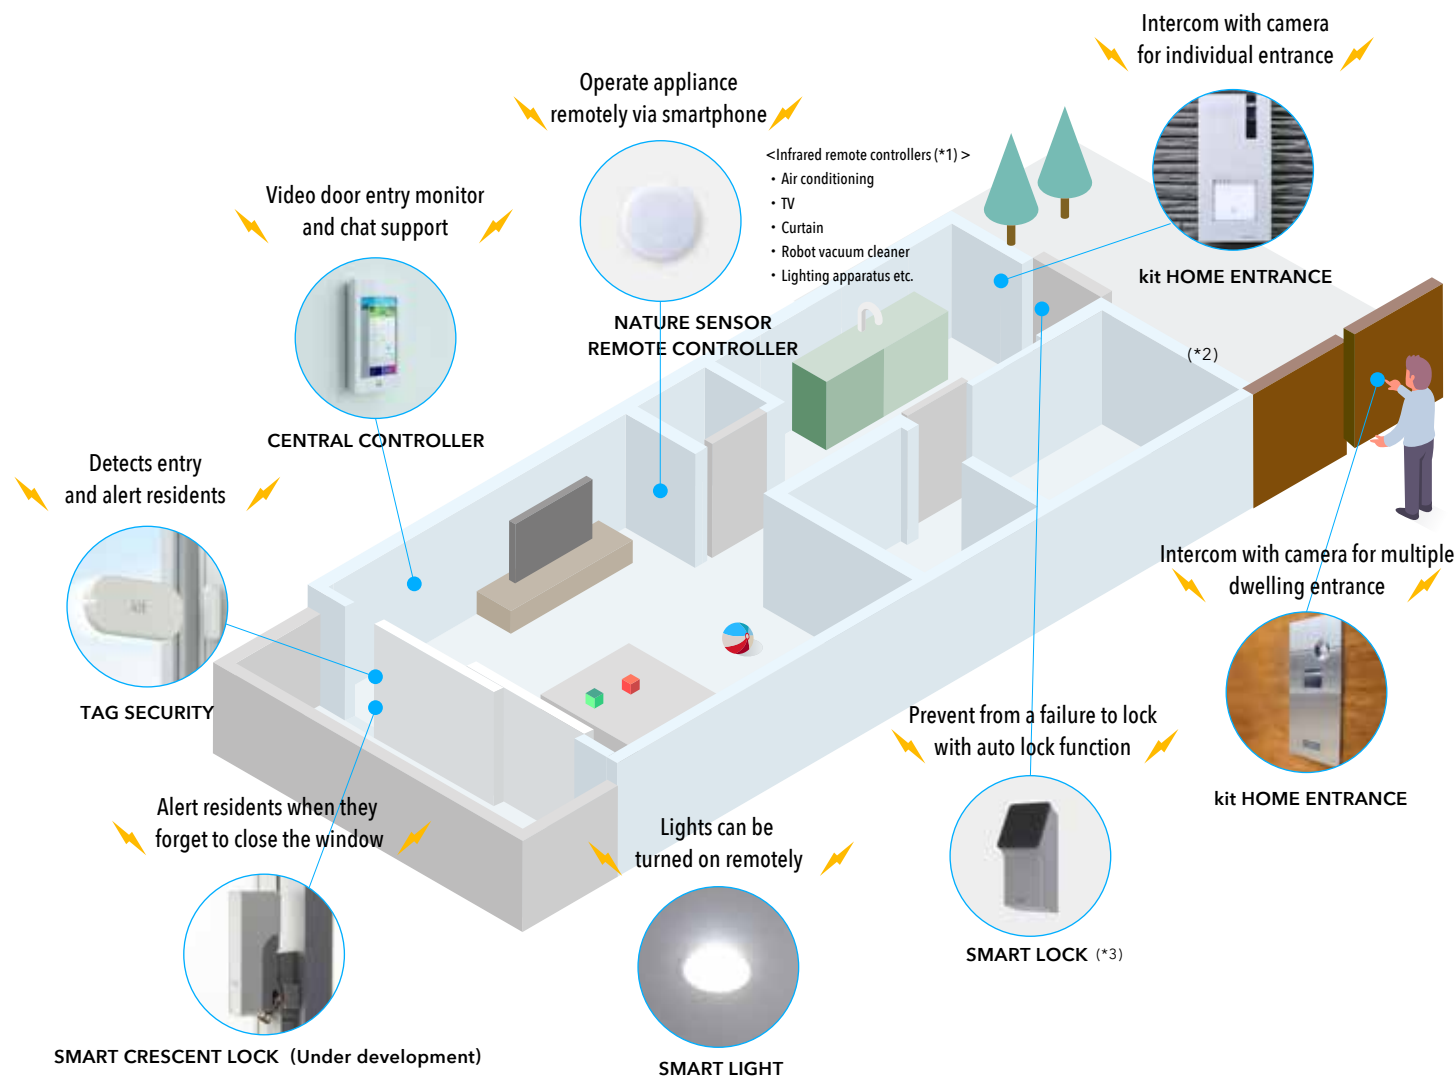 Intercom with camera
for individual entrance
kit HOME ENTRANCE
Operate appliance
remotely via smartphone
<Infrared remote controllers (*1) >
・Air conditioning
・TV
・Curtain
・Robot vacuum cleaner
・Lighting apparatus etc.
NATURE SENSOR
REMOTE CONTROLLER
Video door entry monitor
and chat support
CENTRAL CONTROLLER
(*2)
Detects entry
and alert residents
TAG SECURITY
Intercom with camera for multiple
dwelling entrance
kit HOME ENTRANCE
Prevent from a failure to lock
with auto lock function
SMART LOCK (*3)
Alert residents when they
forget to close the window
SMART CRESCENT LOCK (Under development)
Lights can be
turned on remotely
SMART LIGHT